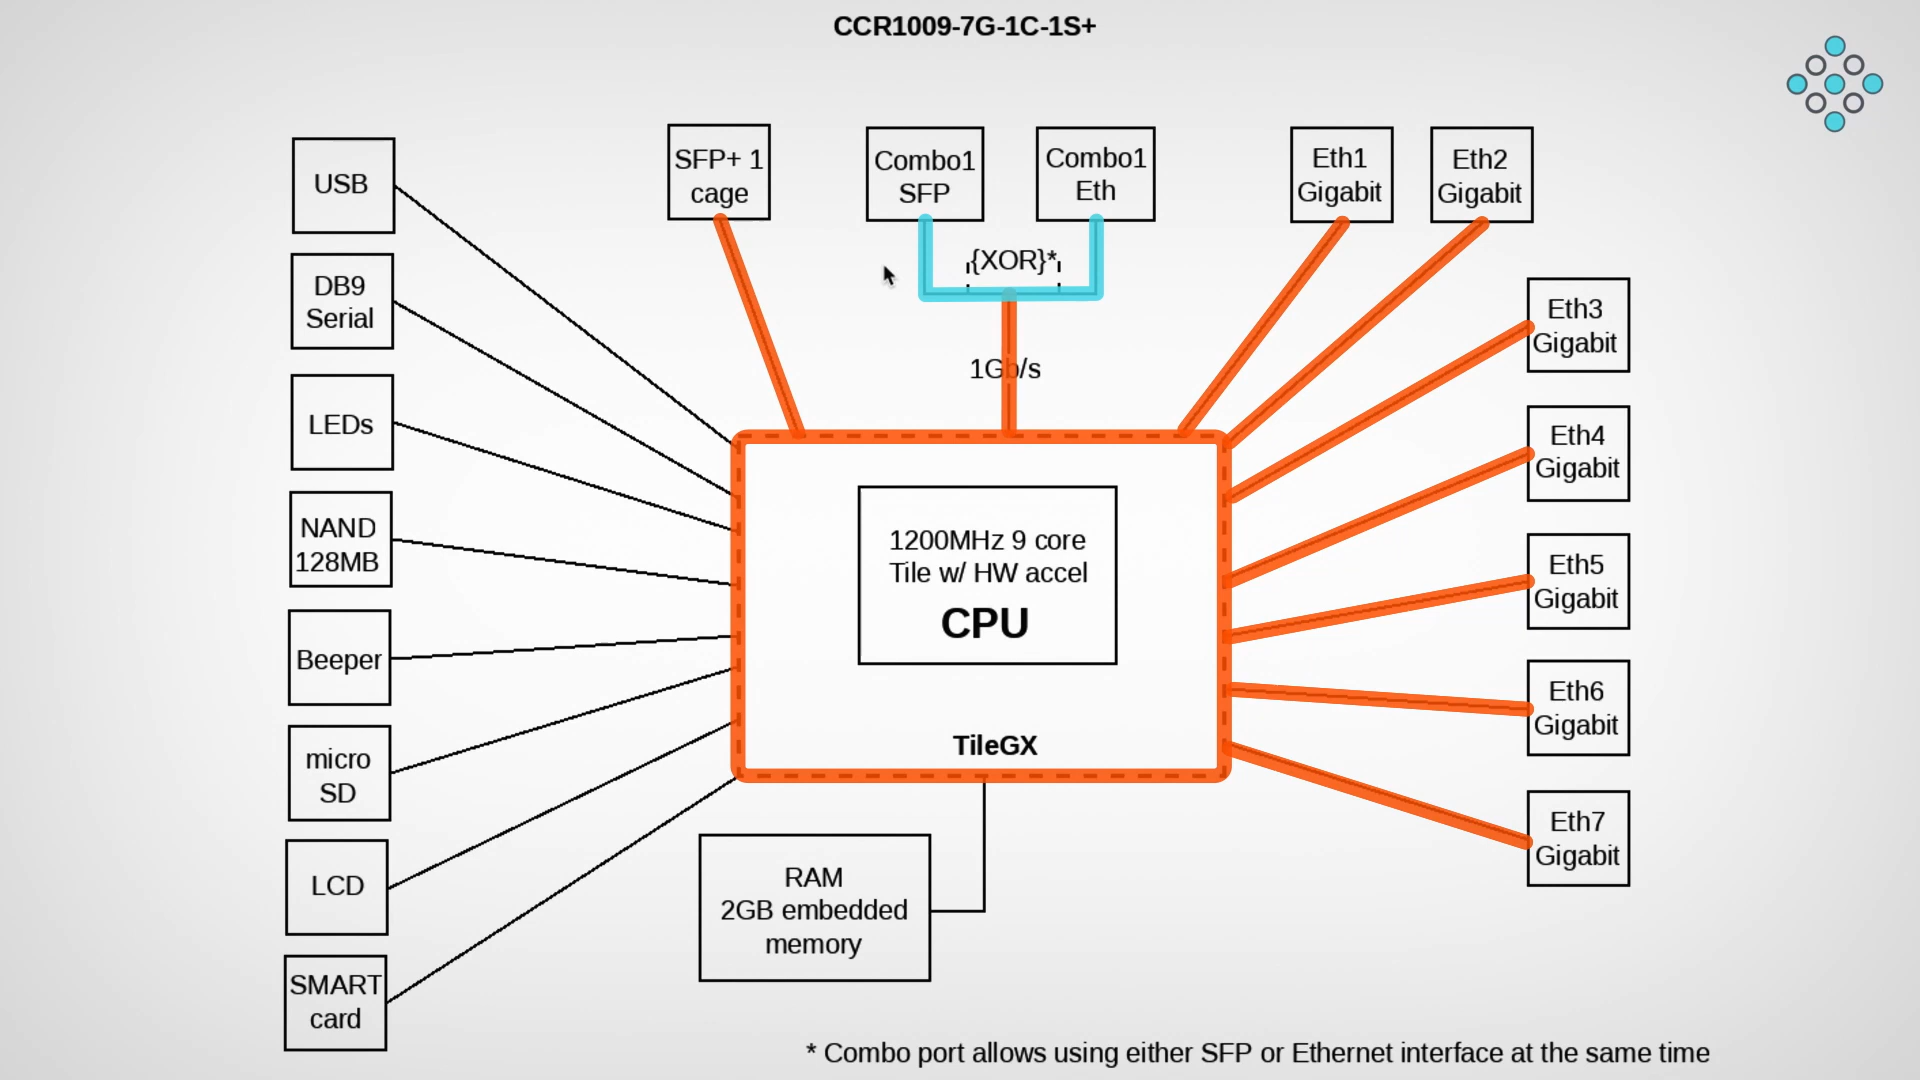 CCR1009-7G-1C-1S+
USB
DB9
Serial
LEDs
NAND
128MB
Beeper
micro
SD
LCD
SMART
card
SFP+ 1
cage
Combo1
SFP
Combo1
Eth
{XOR}*
1Gb/s
Eth1
Gigabit
Eth2
Gigabit
Eth3
Gigabit
Eth4
Gigabit
Eth5
Gigabit
Eth6
Gigabit
Eth7
Gigabit
1200MHz 9 core
Tile w/ HW accel
CPU
TileGX
RAM
2GB embedded
memory
* Combo port allows using either SFP or Ethernet interface at the same time